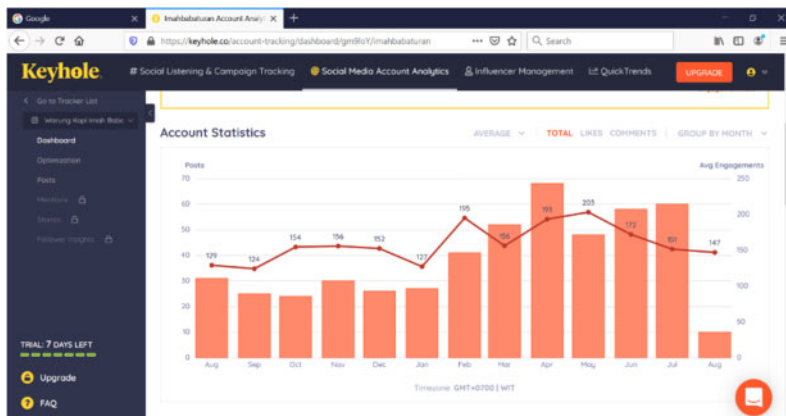 Google
Imahbabaturan Account Analyt
https://keyhole.co/account-tracking/dashboard/gm9IoY/imahbabaturan
Search
Keyhole
# Social Listening & Campaign Tracking
Social Media Account Analytics
Influencer Management
QuickTrends
UPGRADE
Go to Tracker List
Warung Kopi Imah Babc
Dashboard
Optimization
Posts
Mentions
Stories
Follower Insights
TRIAL: 7 DAYS LEFT
Upgrade
FAQ
Account Statistics
AVERAGE
TOTAL LIKES COMMENTS
GROUP BY MONTH
Posts
Avg Engagements
70
60
50
40
30
20
10
0
250
200
150
100
50
0
129 124 154 156 152 127 195 156 193 203 172 151 147
Aug Sep Oct Nov Dec Jan Feb Mar Apr May Jun Jul Aug
Timezone: GMT+0700 | WIT